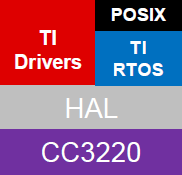 TI
Drivers
POSIX
TI
RTOS
HAL
CC3220